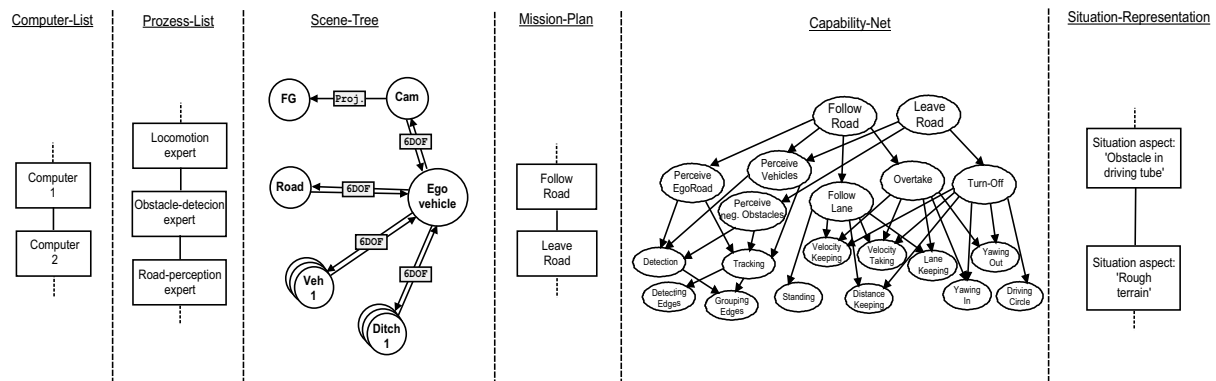 Computer-List
Prozess-List
Scene-Tree
Mission-Plan
Capability-Net
Situation-Representation
Computer
1
Computer
2
Locomotion
expert
Obstacle-detecion
expert
Road-perception
expert
FG
Proj.
Cam
6DOF
Road
6DOF
Ego
vehicle
6DOF
Veh
1
Ditch
1
Follow
Road
Leave
Road
Follow
Road
Leave
Road
Perceive
EgoRoad
Perceive
Vehicles
Perceive
neg. Obstacles
Follow
Lane
Overtake
Turn-Off
Detection
Tracking
Velocity
Keeping
Velocity
Taking
Lane
Keeping
Yawing
Out
Detecting
Edges
Grouping
Edges
Standing
Distance
Keeping
Yawing
In
Driving
Circle
Situation aspect:
'Obstacle in
driving tube'
Situation aspect:
'Rough
terrain'